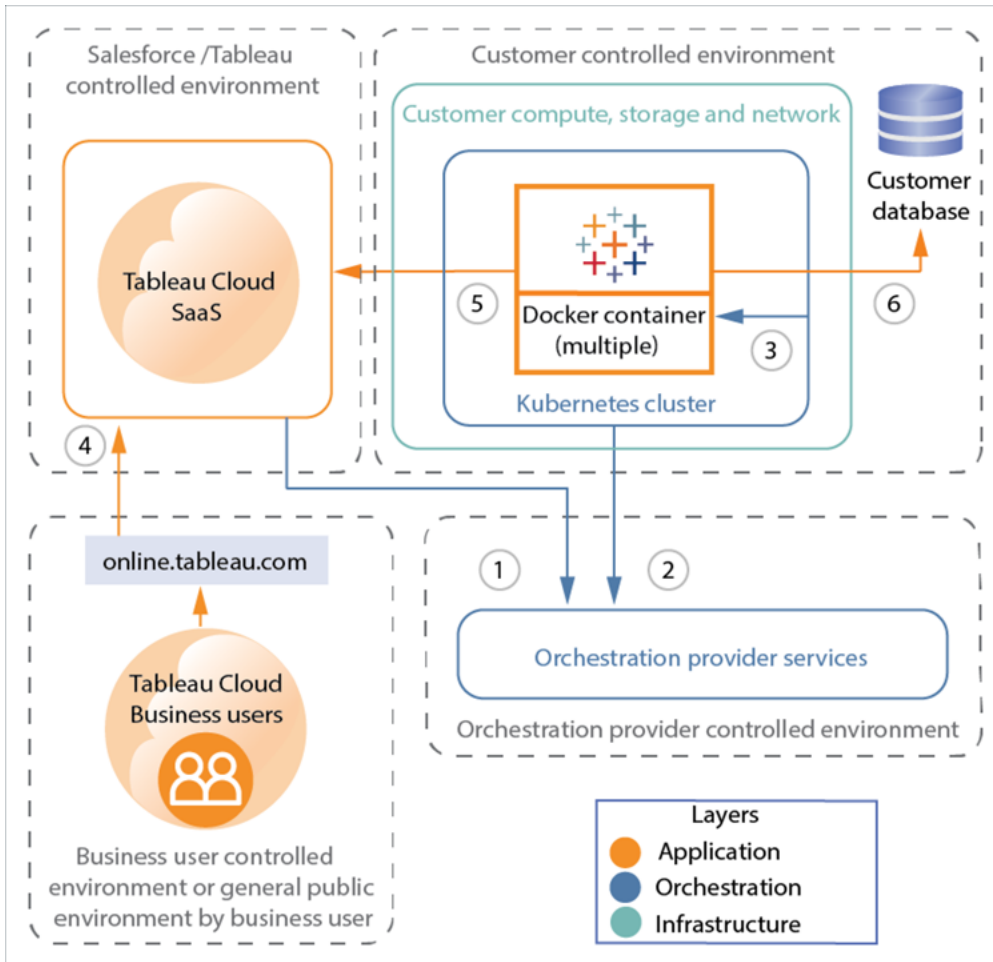 Salesforce /Tableau
controlled environment
Tableau Cloud
SaaS
4
Customer controlled environment
Customer compute, storage and network
Customer
database
5
Docker container
(multiple)
3
6
Kubernetes cluster
online.tableau.com
Tableau Cloud
Business users
Business user controlled
environment or general public
environment by business user
1
2
Orchestration provider services
Orchestration provider controlled environment
Layers
Application
Orchestration
Infrastructure